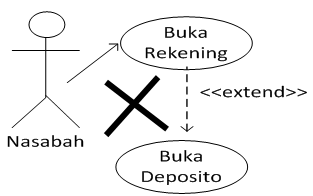 Buka
Rekening
<<extend>>
Nasabah
Buka
Deposito